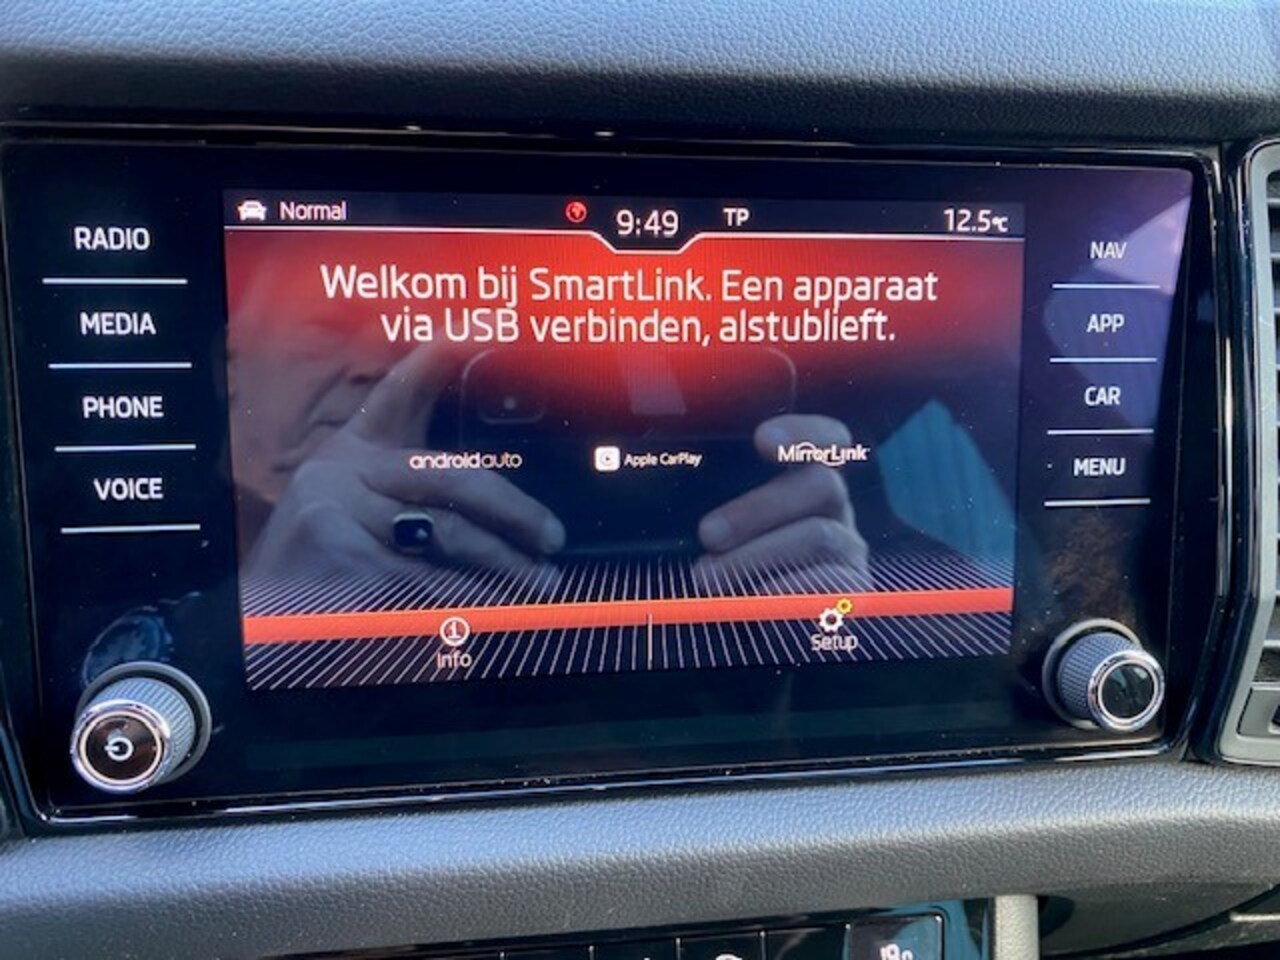 Normal 9:49 TP 12.5°C
RADIO
MEDIA
PHONE
VOICE
Welkom bij SmartLink. Een apparaat
via USB verbinden, alstublieft.
androidauto Apple CarPlay MirrorLink
Info Setup
NAV
APP
CAR
MENU